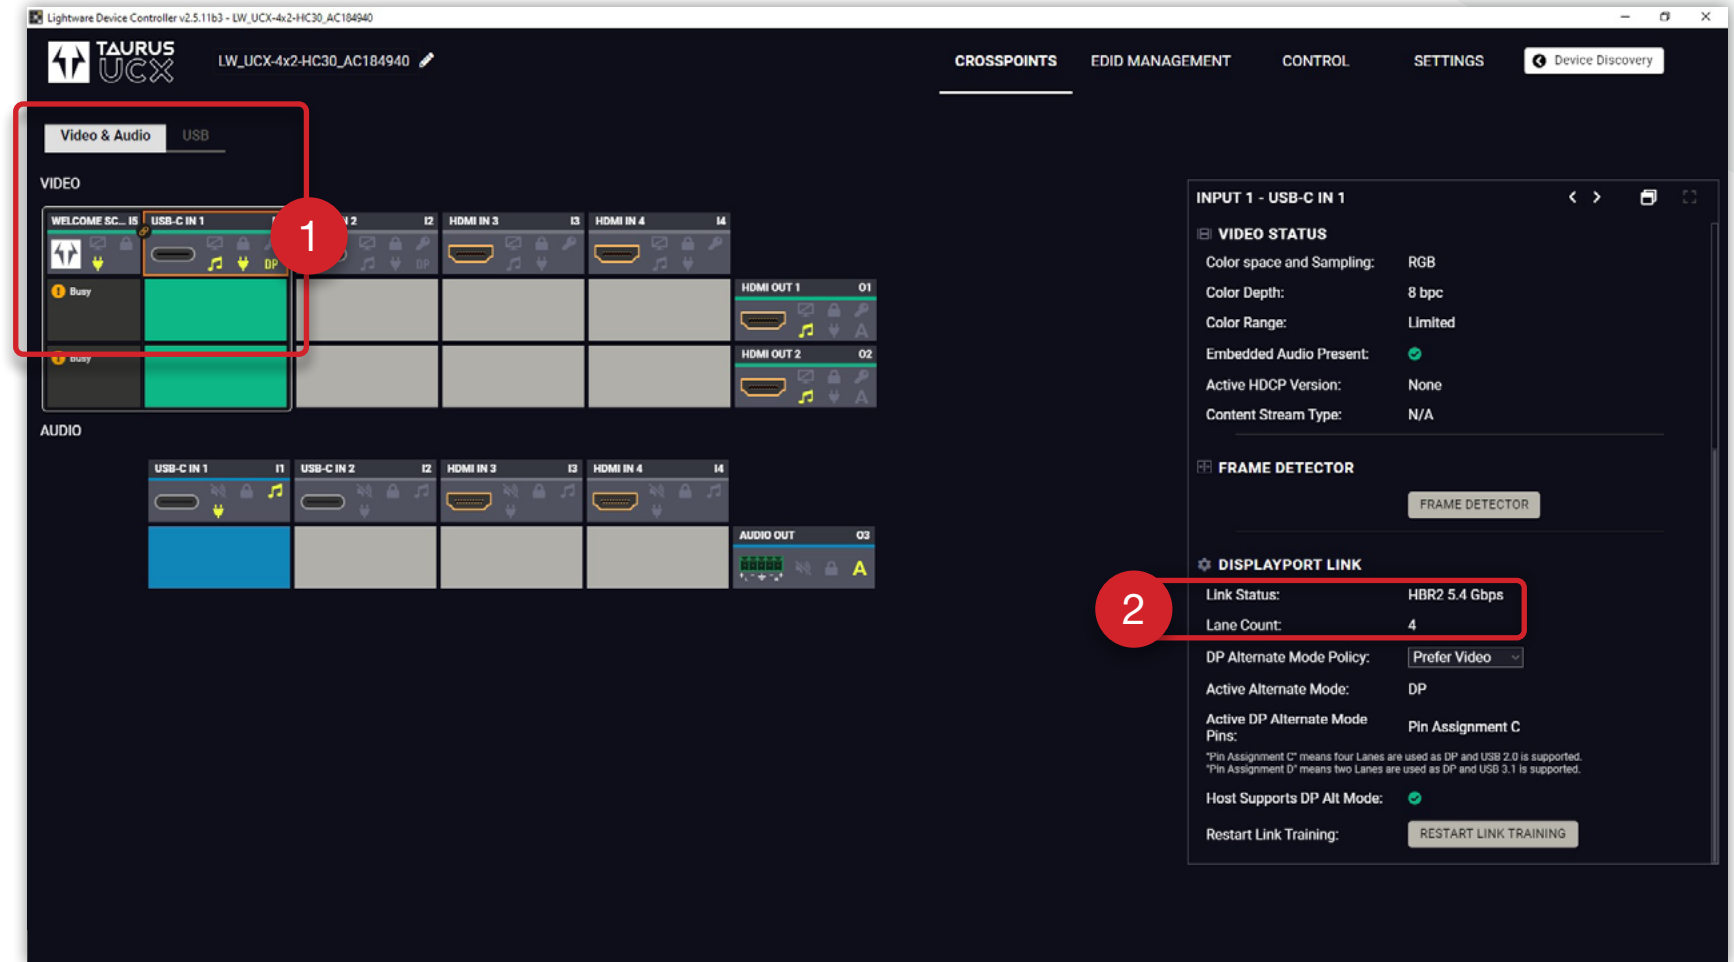 Lightware Device Controller v2.5.11b3 - LW_UCX-4x2-HC30_AC184940
TAURUS
UCX
LW_UCX-4x2-HC30_AC184940
CROSSPOINTS
EDID MANAGEMENT
CONTROL
SETTINGS
Device Discovery
Video & Audio
USB
VIDEO
WELCOME SC... I5
USB-C IN 1
1
2 I2
HDMI IN 3 I3
HDMI IN 4 I4
DP
DP
Busy
HDMI OUT 1 O1
A
Busy
HDMI OUT 2 O2
A
AUDIO
USB-C IN 1 I1
USB-C IN 2 I2
HDMI IN 3 I3
HDMI IN 4 I4
AUDIO OUT O3
A
INPUT 1 - USB-C IN 1
VIDEO STATUS
Color space and Sampling: RGB
Color Depth: 8 bpc
Color Range: Limited
Embedded Audio Present:
Active HDCP Version: None
Content Stream Type: N/A
FRAME DETECTOR
FRAME DETECTOR
DISPLAYPORT LINK
2
Link Status: HBR2 5.4 Gbps
Lane Count: 4
DP Alternate Mode Policy: Prefer Video
Active Alternate Mode: DP
Active DP Alternate Mode
Pins: Pin Assignment C
"Pin Assignment C" means four Lanes are used as DP and USB 2.0 is supported.
"Pin Assignment D" means two Lanes are used as DP and USB 3.1 is supported.
Host Supports DP Alt Mode:
Restart Link Training: RESTART LINK TRAINING